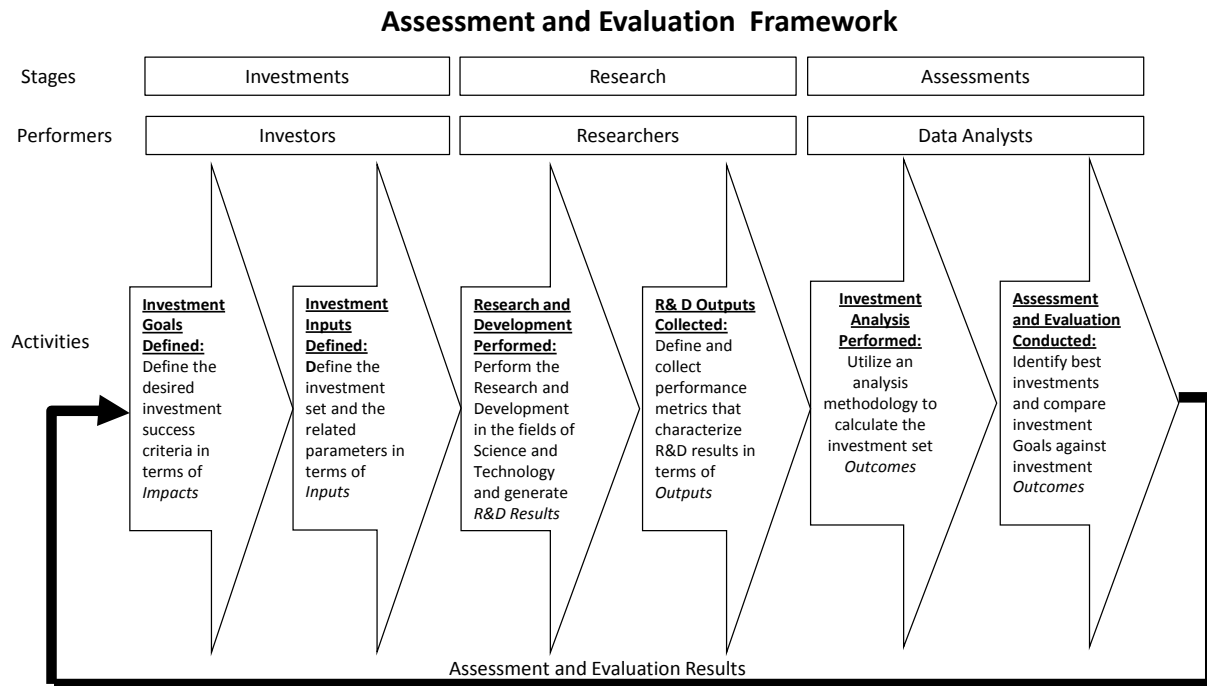 Assessment and Evaluation  Framework
Stages
Investments
Research
Assessments
Performers
Investors
Researchers
Data Analysts
Activities
Investment
Goals
Defined:
Define the
desired
investment
success
criteria in
terms of
Impacts
Investment
Inputs
Defined:
Define the
investment
set and the
related
parameters in
terms of
Inputs
Research and
Development
Performed:
Perform the
Research and
Development
in the fields of
Science and
Technology
and generate
R&D Results
R& D Outputs
Collected:
Define and
collect
performance
metrics that
characterize
R&D results in
terms of
Outputs
Investment
Analysis
Performed:
Utilize an
analysis
methodology to
calculate the
investment set
Outcomes
Assessment
and Evaluation
Conducted:
Identify best
investments
and compare
investment
Goals against
investment
Outcomes
Assessment and Evaluation Results